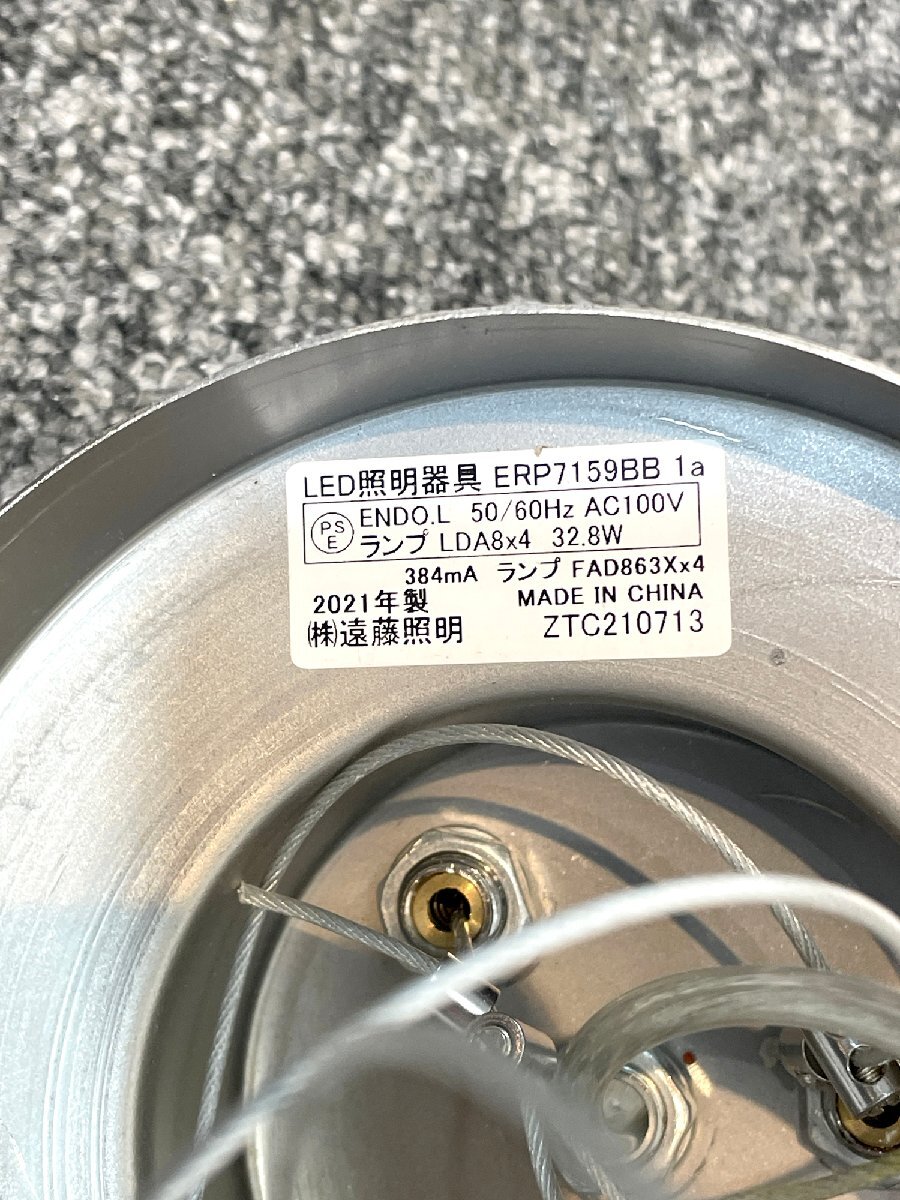 LED照明器具 ERP7159BB 1a
PS E ENDO.L 50/60Hz AC100V
ランプ LDA8x4 32.8W
384mA ランプ FAD863Xx4
2021年製 MADE IN CHINA
㈱遠藤照明 ZTC210713